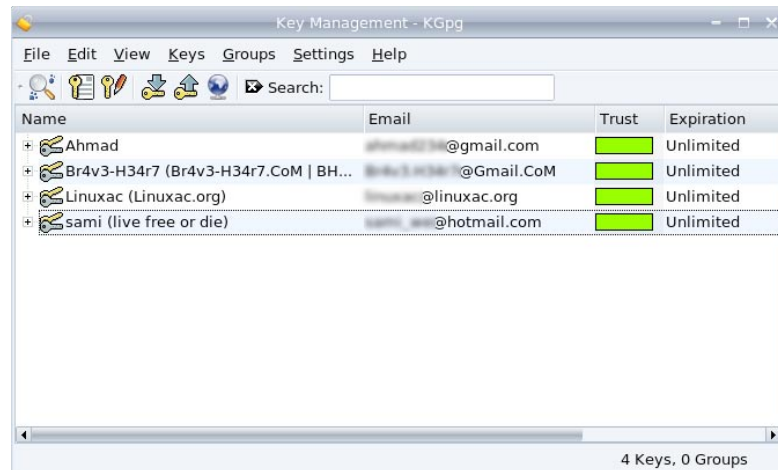 Key Management - KGpg
File Edit View Keys Groups Settings Help
Search:
Name Email Trust Expiration
Ahmad @gmail.com Unlimited
Br4v3-H34r7 (Br4v3-H34r7.CoM | BH... @Gmail.CoM Unlimited
Linuxac (Linuxac.org) @linuxac.org Unlimited
sami (live free or die) @hotmail.com Unlimited
4 Keys, 0 Groups